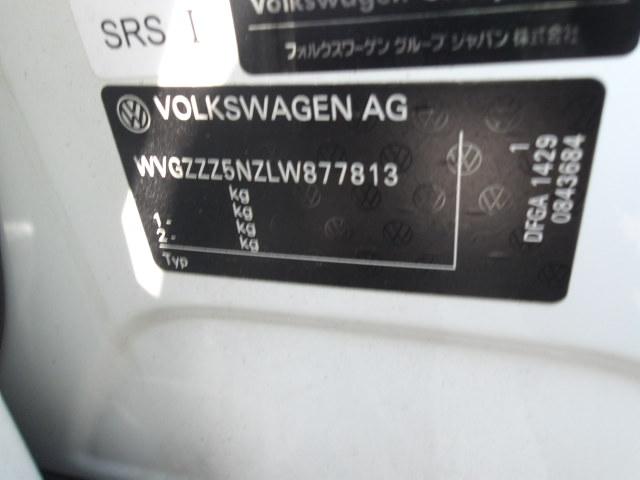 SRS I
Volkswagen
フォルクスワーゲン グループ ジャパン 株式会社
VOLKSWAGEN AG
WVGZZZ5NZLW877813
kg
kg
1- kg
2- kg
Typ
DFGA 1429 1
0843684